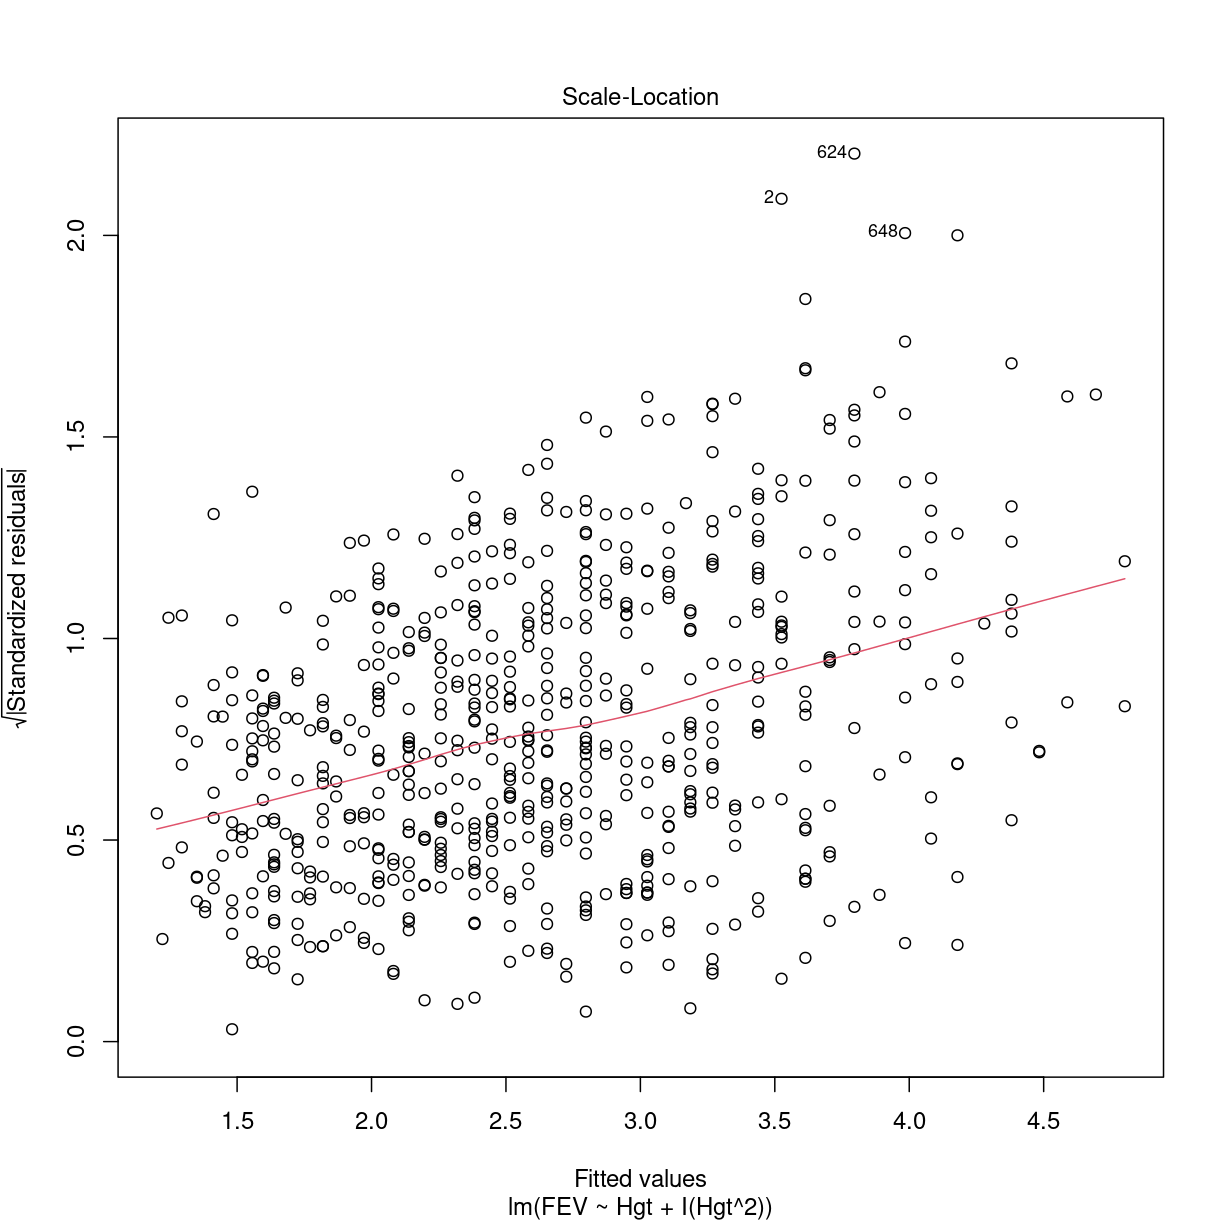 Scale-Location
624
2
648
2.0
1.5
1.0
0.5
0.0
√|Standardized residuals|
1.5 2.0 2.5 3.0 3.5 4.0 4.5
Fitted values
lm(FEV ~ Hgt + I(Hgt^2))